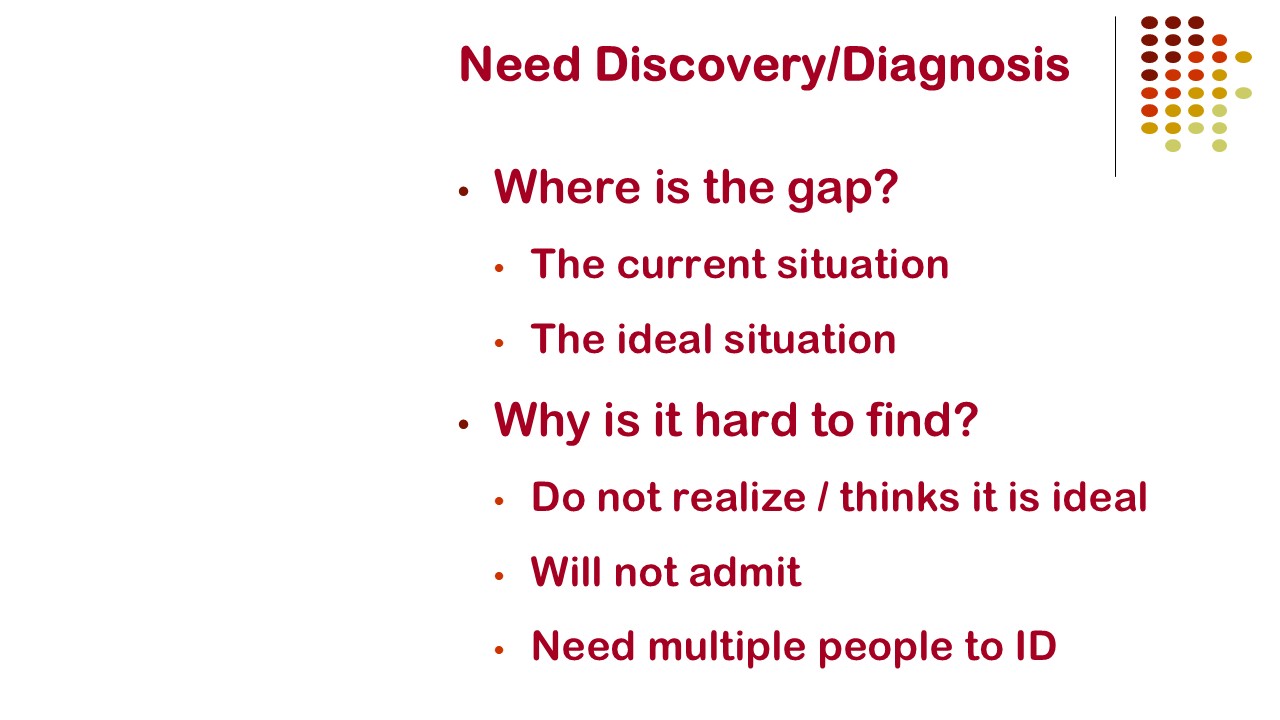 Need Discovery/Diagnosis
• Where is the gap?
• The current situation
• The ideal situation
• Why is it hard to find?
• Do not realize / thinks it is ideal
• Will not admit
• Need multiple people to ID